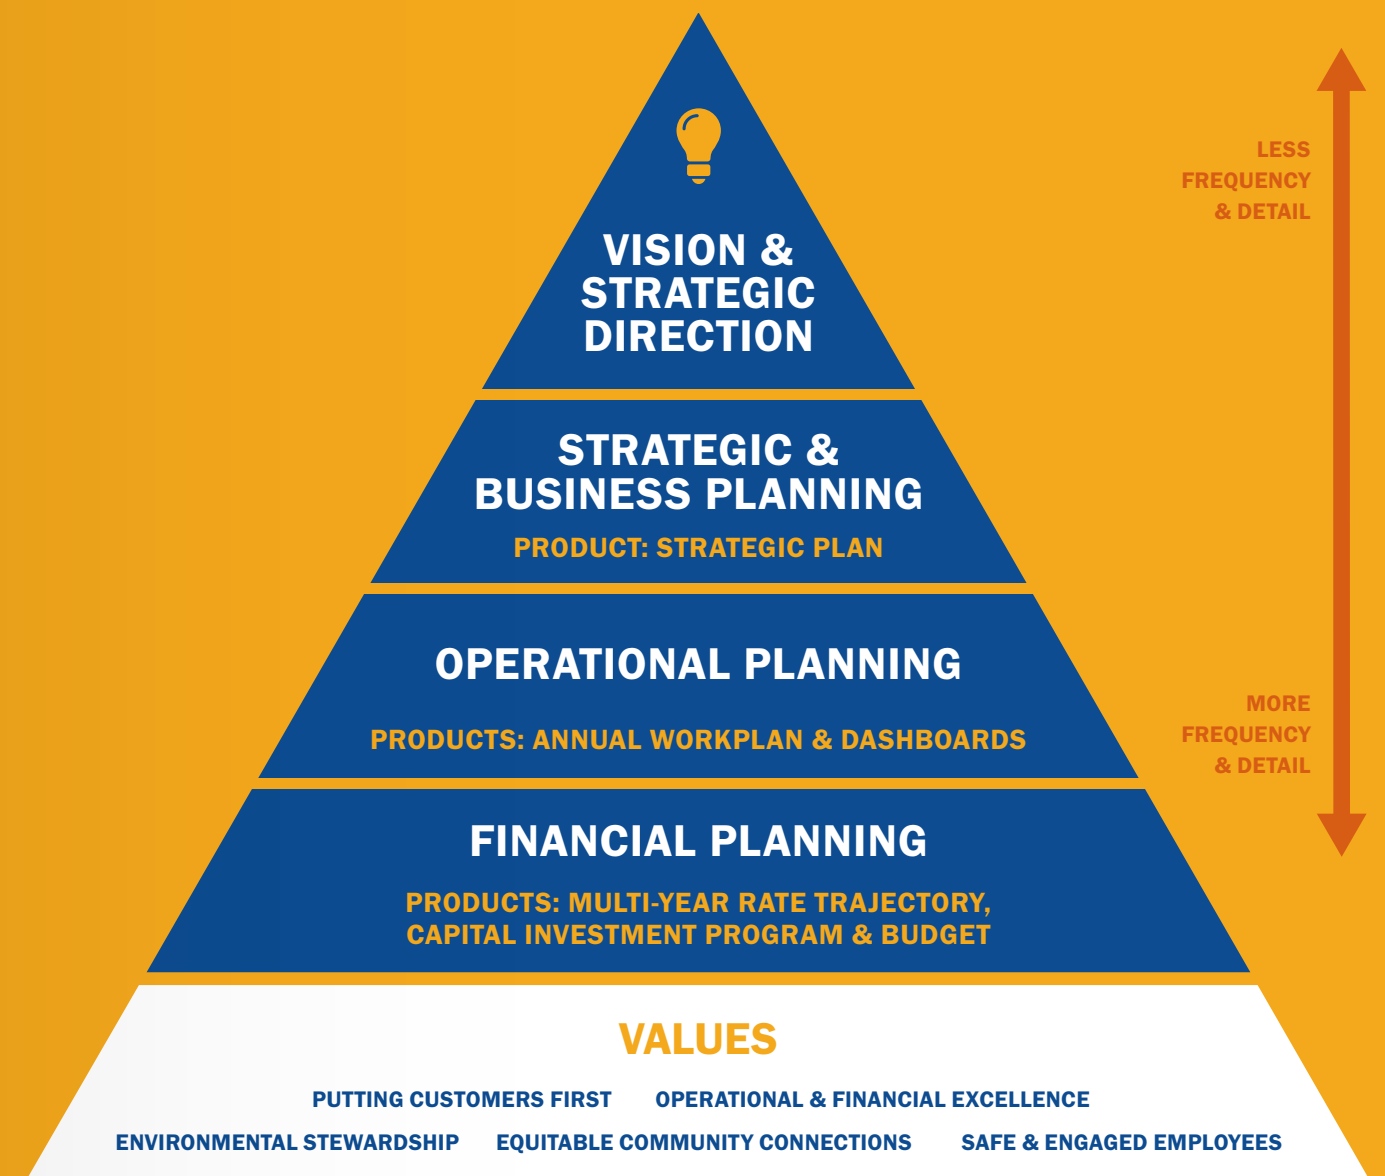 VISION &
STRATEGIC
DIRECTION
LESS
FREQUENCY
& DETAIL
STRATEGIC &
BUSINESS PLANNING
PRODUCT: STRATEGIC PLAN
OPERATIONAL PLANNING
PRODUCTS: ANNUAL WORKPLAN & DASHBOARDS
MORE
FREQUENCY
& DETAIL
FINANCIAL PLANNING
PRODUCTS: MULTI-YEAR RATE TRAJECTORY,
CAPITAL INVESTMENT PROGRAM & BUDGET
VALUES
PUTTING CUSTOMERS FIRST OPERATIONAL & FINANCIAL EXCELLENCE
ENVIRONMENTAL STEWARDSHIP EQUITABLE COMMUNITY CONNECTIONS SAFE & ENGAGED EMPLOYEES